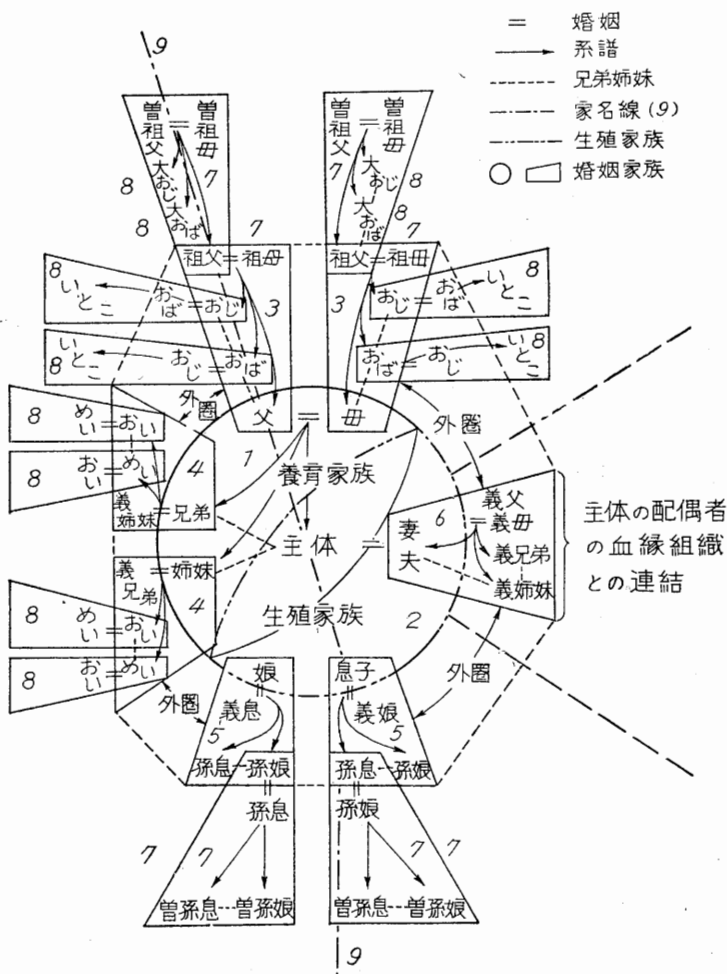 ＝ 婚姻
系譜
兄弟姉妹
家名線(9)
生殖家族
婚姻家族
9
曽祖父＝曽祖母
大おじ
大おば
7
8
8
曽祖父＝曽祖母
大おじ
大おば
7
8
8
7
祖父＝祖母
3
7
祖父＝祖母
3
8
いとこ
おば＝おじ
8
いとこ
おじ＝おば
おじ＝おば
いとこ
8
おば＝おじ
いとこ
8
外圏
外圏
父＝母
1
養育家族
主体＝
生殖家族
2
8
めい＝おい
8
おい＝めい
4
義姉妹＝兄弟
義兄弟＝姉妹
4
8
めい＝おい
8
おい＝めい
外圏
妻
夫
6
義父
＝義母
義兄弟
義姉妹
主体の配偶者
の血縁組織
との連結
外圏
娘
＝
義息
5
孫息--孫娘
＝
孫息
7
7
曽孫息---曽孫娘
息子
＝
義娘
5
孫息--孫娘
＝
孫娘
7
7
曽孫息--曽孫娘
9